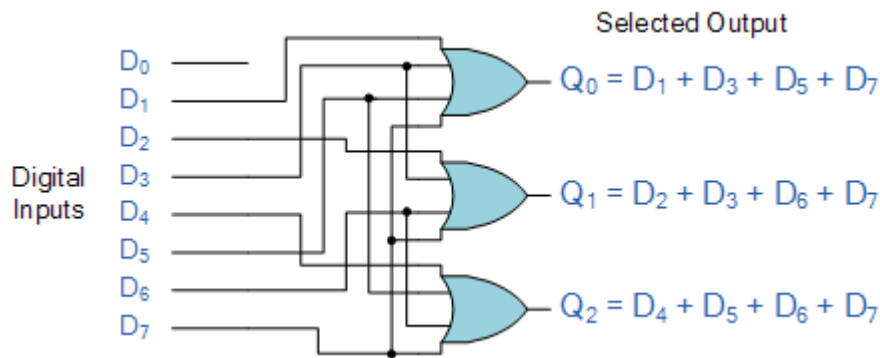 Selected Output
Digital
Inputs
D₀
D₁
D₂
D₃
D₄
D₅
D₆
D₇
Q₀ = D₁ + D₃ + D₅ + D₇
Q₁ = D₂ + D₃ + D₆ + D₇
Q₂ = D₄ + D₅ + D₆ + D₇